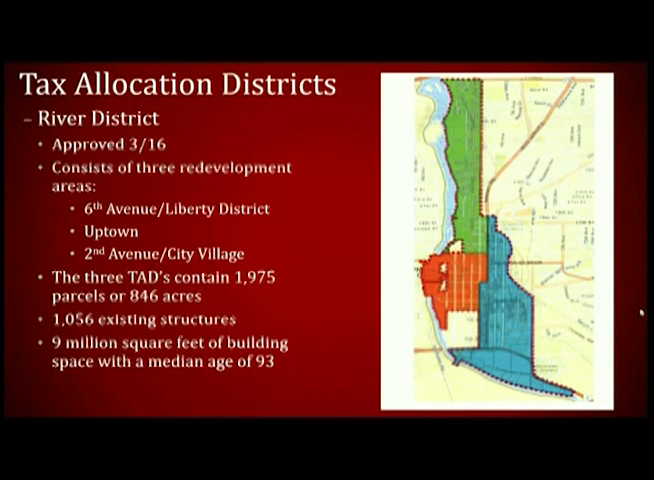 Tax Allocation Districts
– River District
• Approved 3/16
• Consists of three redevelopment
areas:
• 6th Avenue/Liberty District
• Uptown
• 2nd Avenue/City Village
• The three TAD's contain 1,975
parcels or 846 acres
• 1,056 existing structures
• 9 million square feet of building
space with a median age of 93